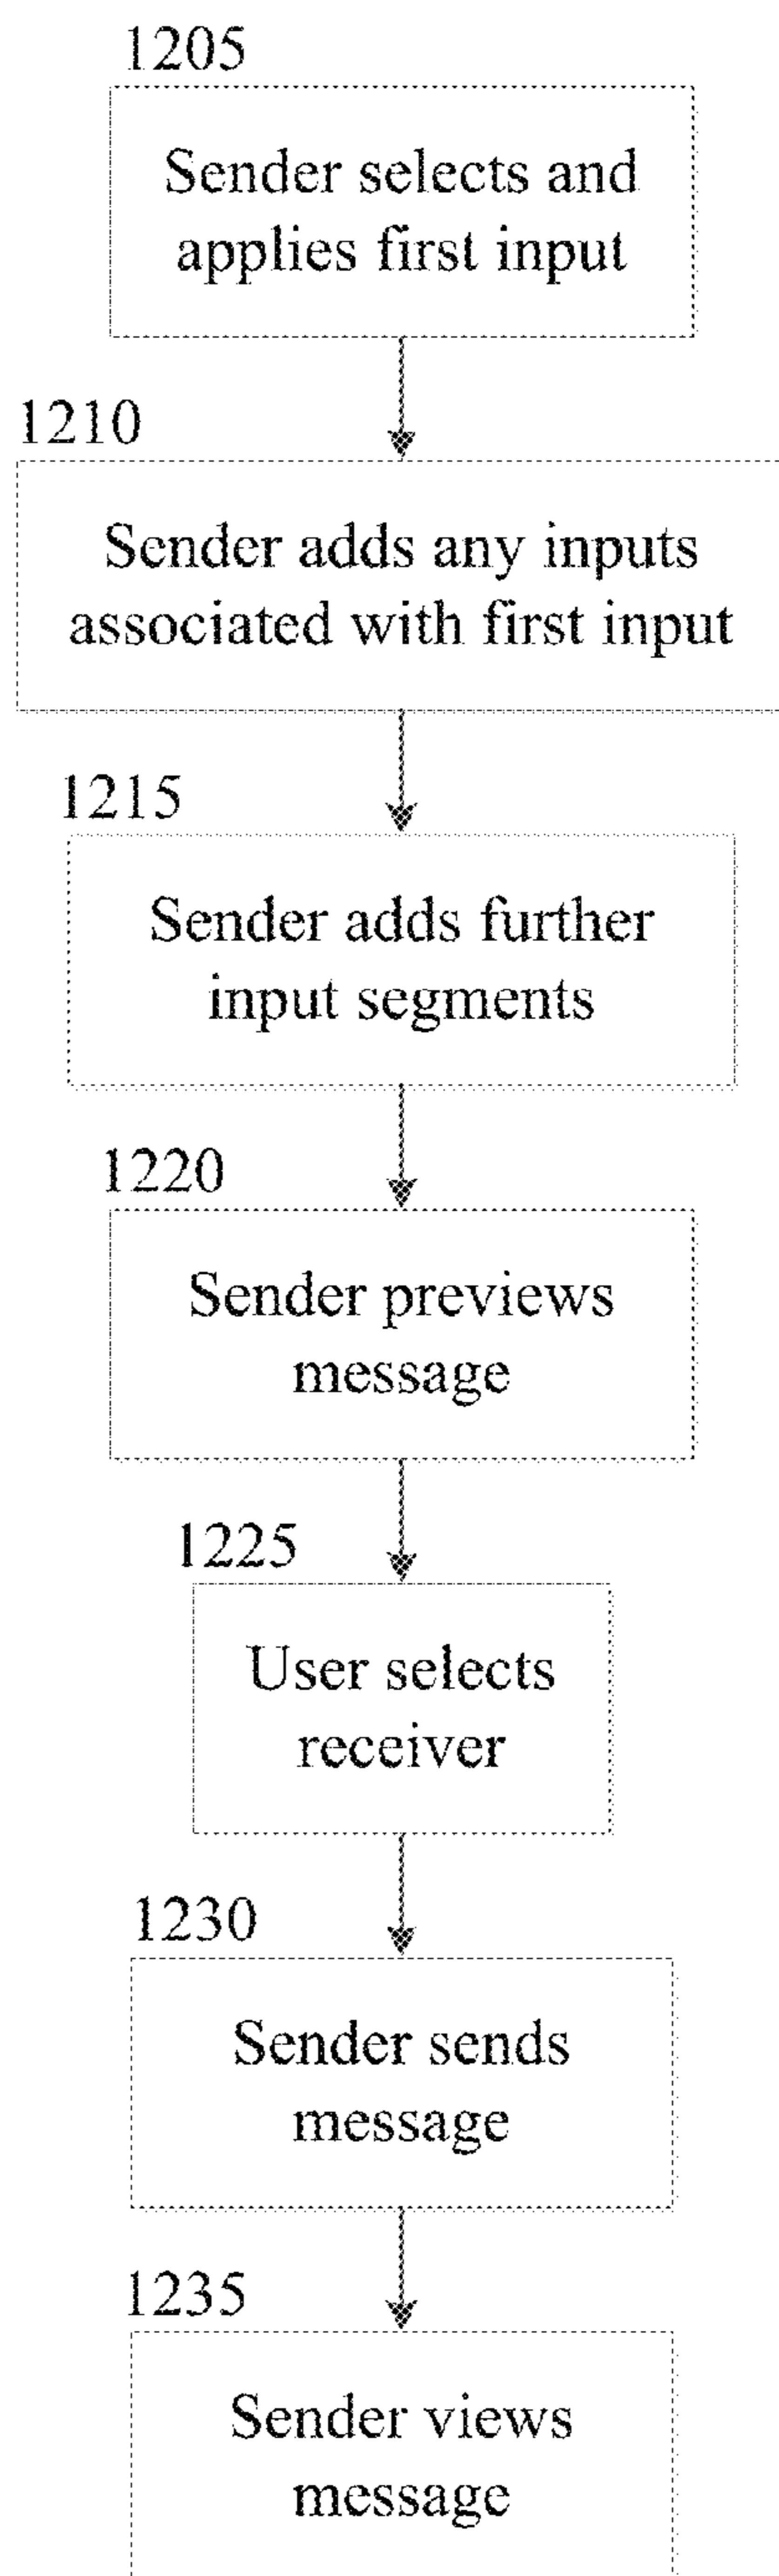 1205
Sender selects and
applies first input
1210
Sender adds any inputs
associated with first input
1215
Sender adds further
input segments
1220
Sender previews
message
1225
User selects
receiver
1230
Sender sends
message
1235
Sender views
message